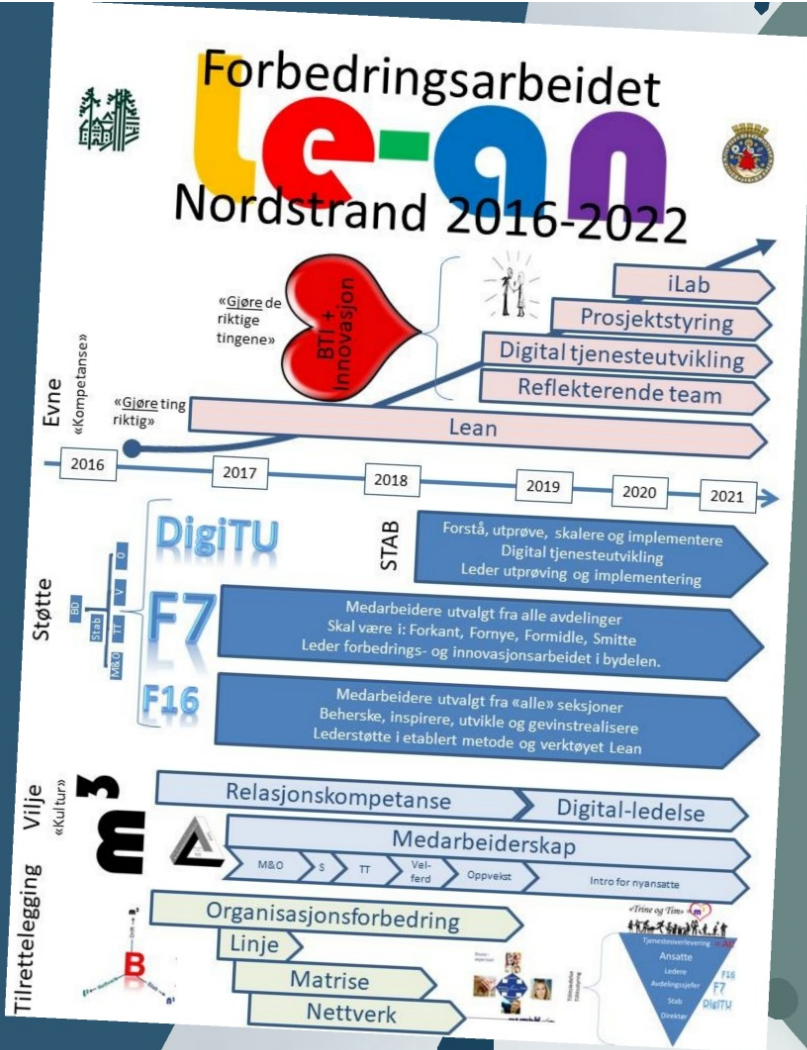 Forbedringsarbeidet
Le-an
Nordstrand 2016-2022
iLab
«Gjøre de
riktige
tingene»
BTI +
Innovasjon
Prosjektstyring
Digital tjenesteutvikling
Reflekterende team
Evne
«Kompetanse»
«Gjøre ting
riktig»
Lean
2016
2017
2018
2019
2020
2021
Støtte
BD
Stab
M&O
TT
V
O
DigiTU
STAB
Forstå, utprøve, skalere og implementere
Digital tjenesteutvikling
Leder utprøving og implementering
F7
Medarbeidere utvalgt fra alle avdelinger
Skal være i: Forkant, Fornye, Formidle, Smitte
Leder forbedrings- og innovasjonsarbeidet i bydelen.
F16
Medarbeidere utvalgt fra «alle» seksjoner
Beherske, inspirere, utvikle og gevinstrealisere
Lederstøtte i etablert metode og verktøyet Lean
Vilje
«Kultur»
m³
Relasjonskompetanse
Digital-ledelse
Medarbeiderskap
M&O
S
TT
Vel-
ferd
Oppvekst
Intro for nyansatte
Tilrettelegging
B
Organisasjonsforbedring
Linje
Matrise
Nettverk
«Trine og Tim»
Tjenesteoverlevering
Ansatte
Ledere
Avdelingssjefer
Stab
Direktør
F16
F7
DigiTU